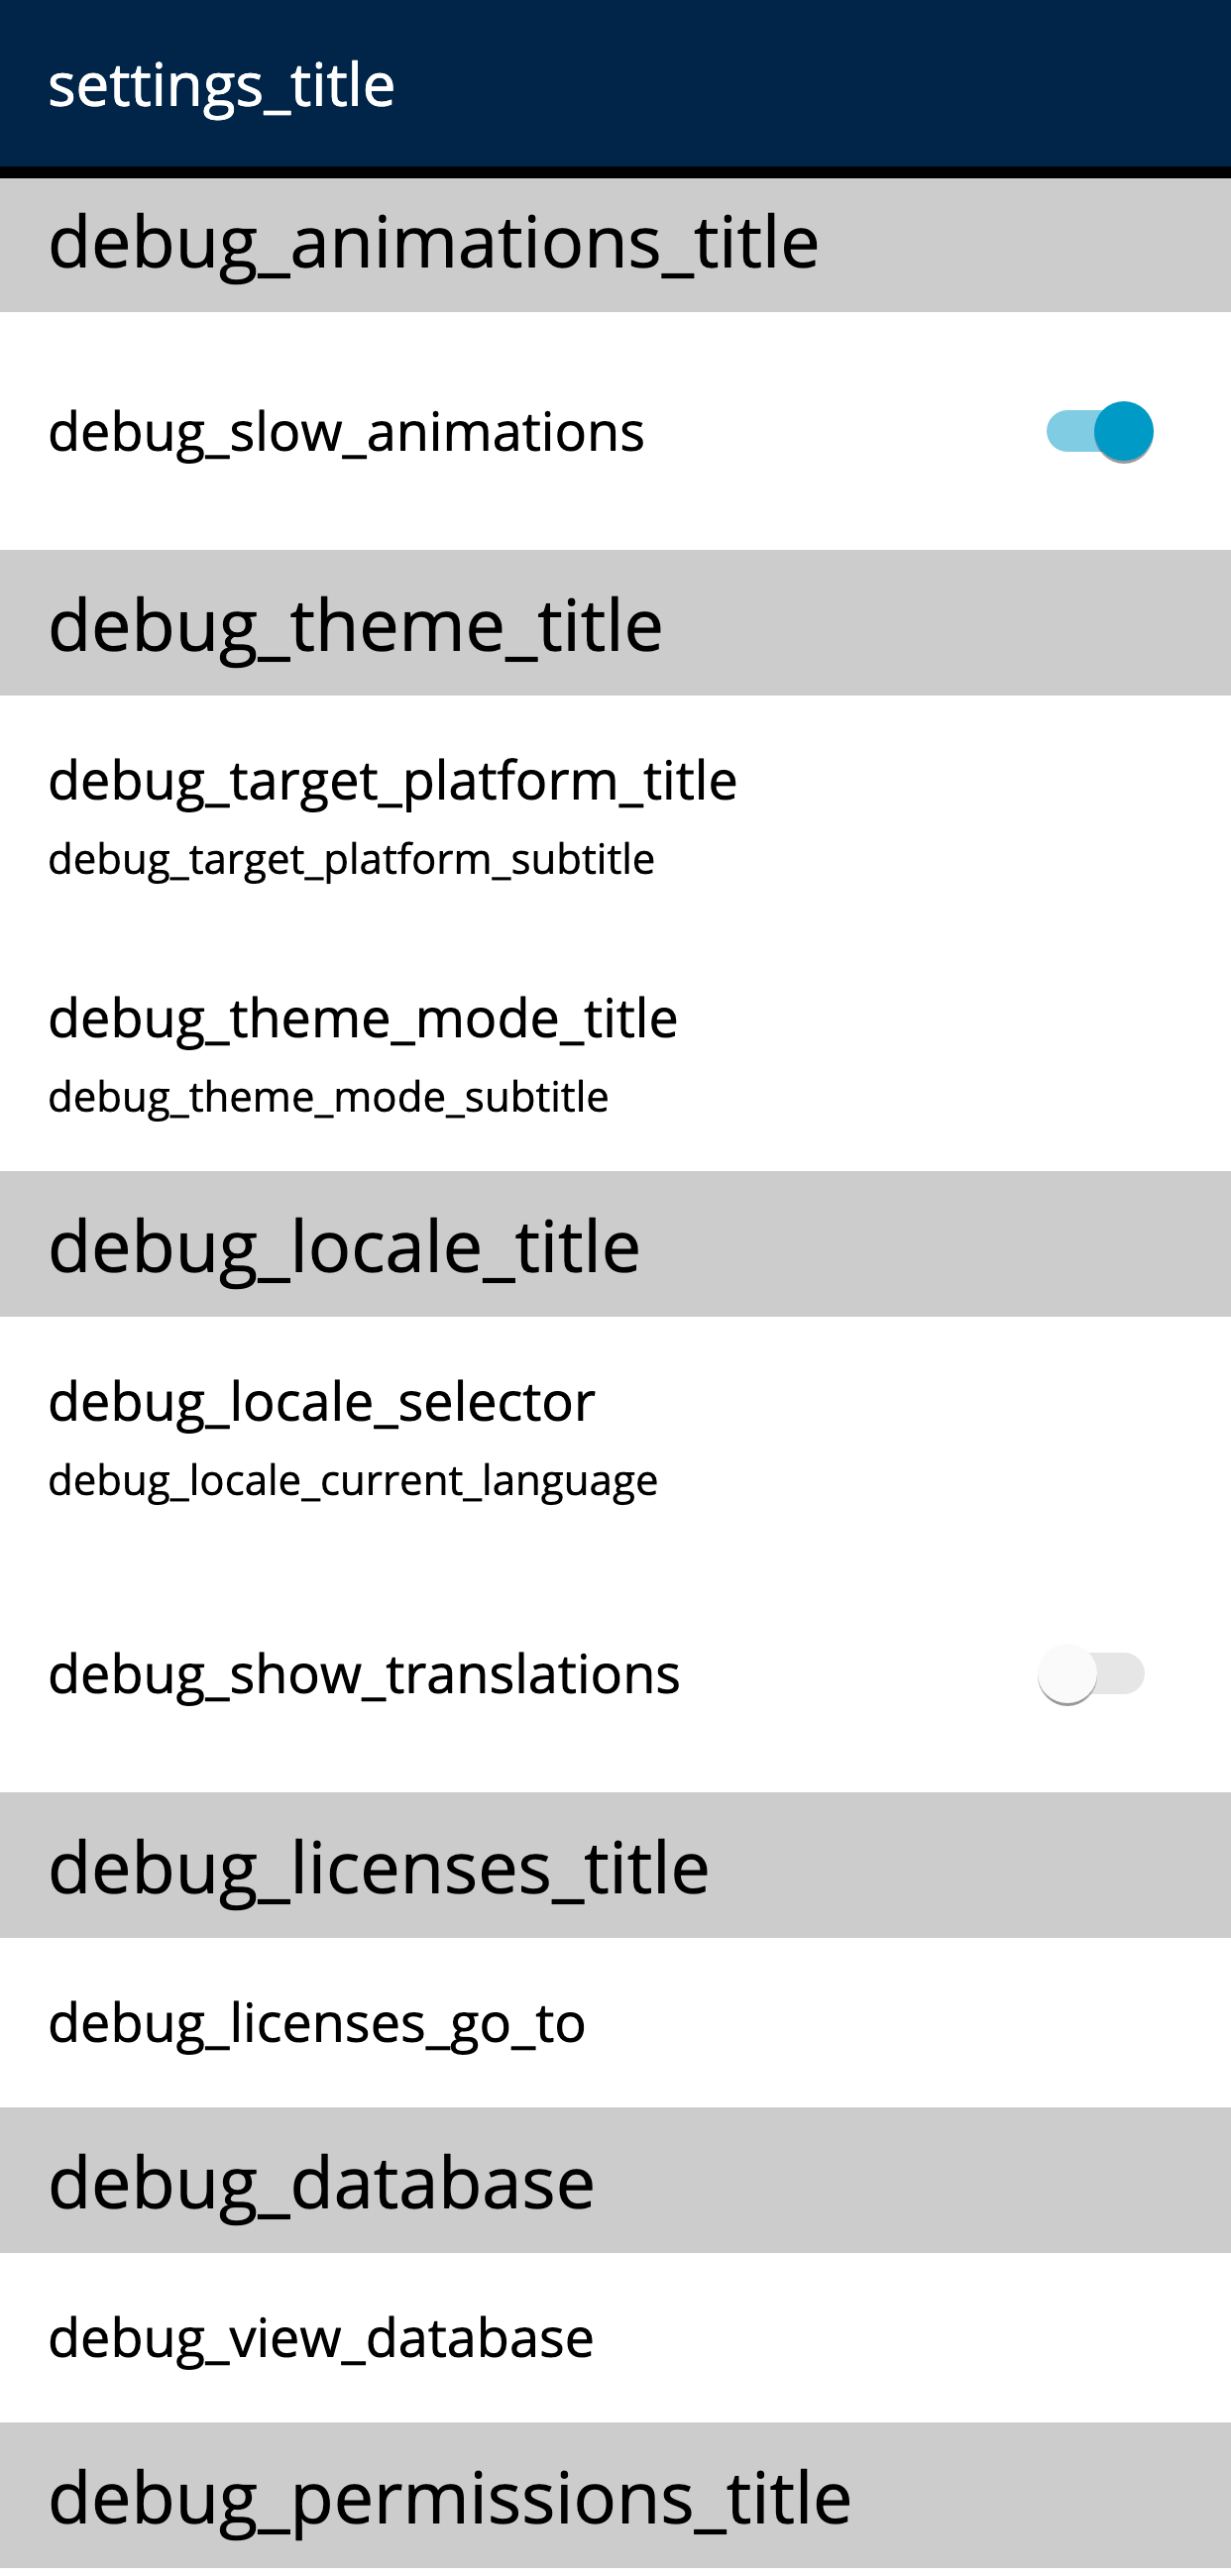 settings_title
debug_animations_title
debug_slow_animations
debug_theme_title
debug_target_platform_title
debug_target_platform_subtitle
debug_theme_mode_title
debug_theme_mode_subtitle
debug_locale_title
debug_locale_selector
debug_locale_current_language
debug_show_translations
debug_licenses_title
debug_licenses_go_to
debug_database
debug_view_database
debug_permissions_title